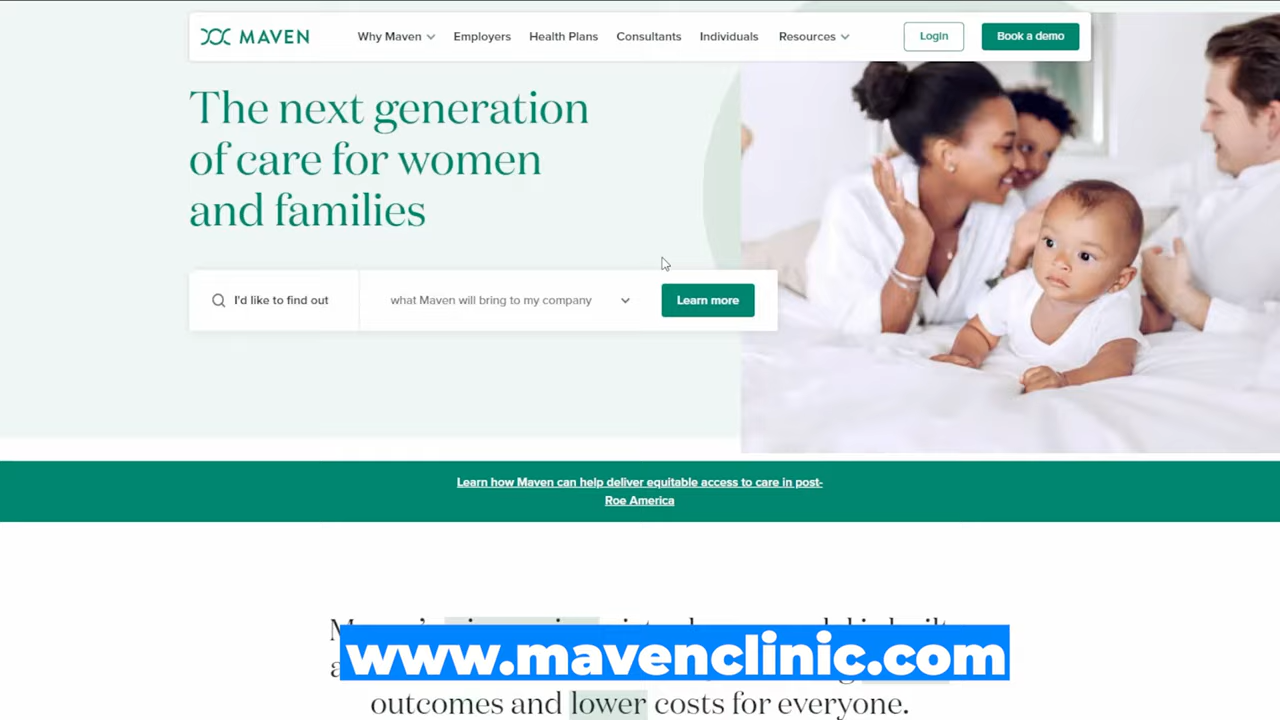 MAVEN
Why Maven
Employers
Health Plans
Consultants
Individuals
Resources
Login
Book a demo
The next generation
of care for women
and families
I'd like to find out
what Maven will bring to my company
Learn more
Learn how Maven can help deliver equitable access to care in post-
Roe America
www.mavenclinic.com
outcomes and lower costs for everyone.